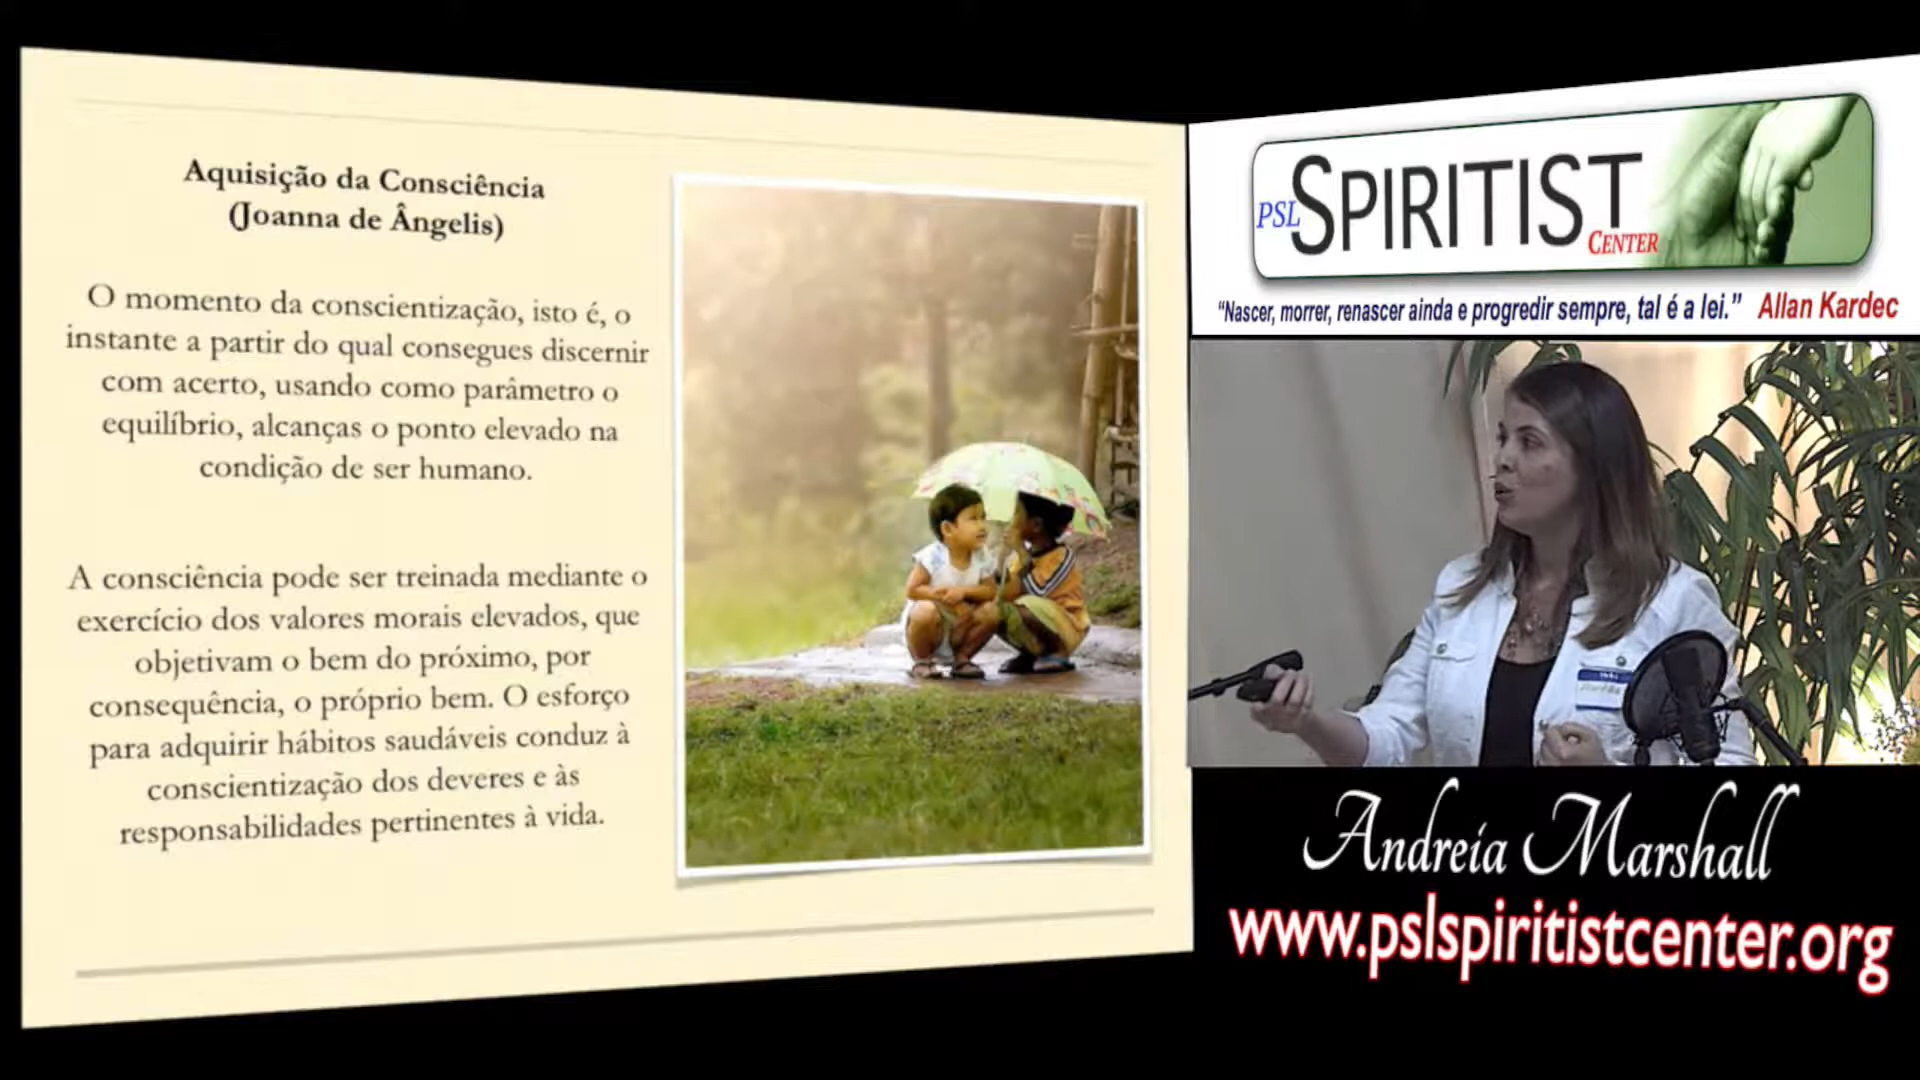 Aquisição da Consciência
(Joanna de Ângelis)
O momento da conscientização, isto é, o
instante a partir do qual consegues discernir
com acerto, usando como parâmetro o
equilíbrio, alcanças o ponto elevado na
condição de ser humano.
A consciência pode ser treinada mediante o
exercício dos valores morais elevados, que
objetivam o bem do próximo, por
consequência, o próprio bem. O esforço
para adquirir hábitos saudáveis conduz à
conscientização dos deveres e às
responsabilidades pertinentes à vida.
PSL SPIRITIST
CENTER
“Nascer, morrer, renascer ainda e progredir sempre, tal é a lei.” Allan Kardec
Andreia Marshall
www.pslspiritistcenter.org